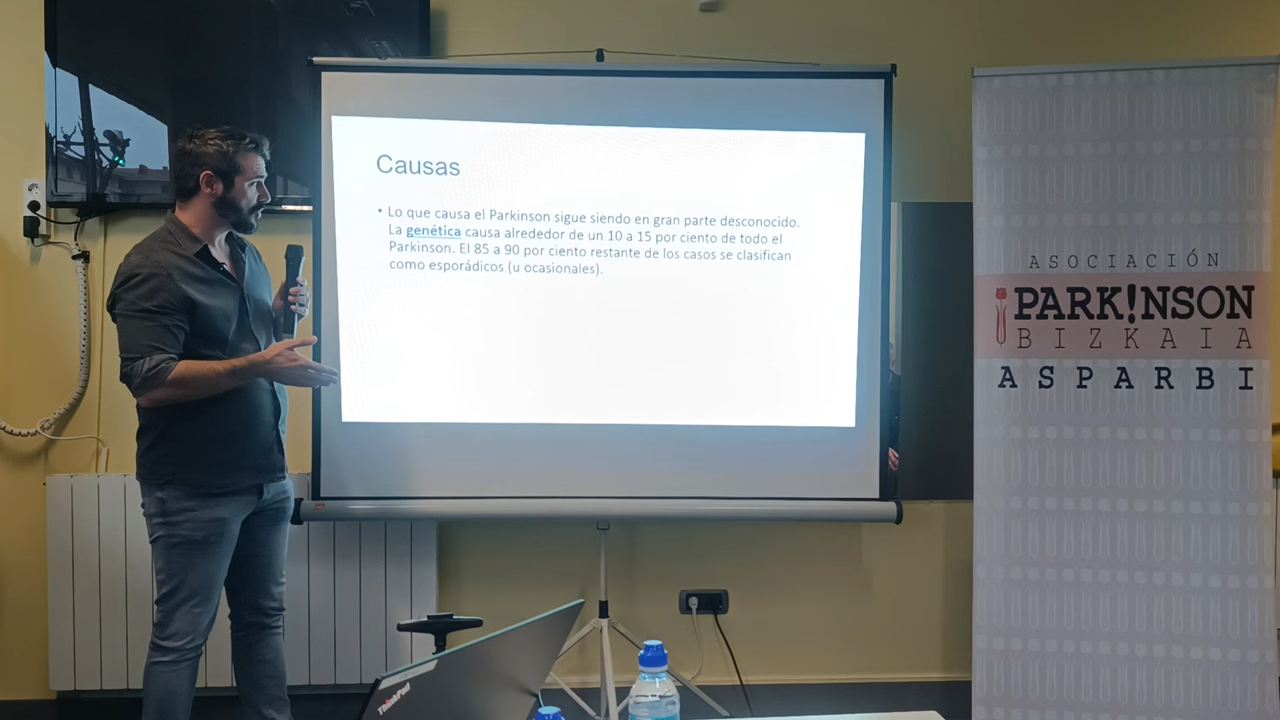 Causas
• Lo que causa el Parkinson sigue siendo en gran parte desconocido.
La genética causa alrededor de un 10 a 15 por ciento de todo el
Parkinson. El 85 a 90 por ciento restante de los casos se clasifican
como esporádicos (u ocasionales).
ASOCIACIÓN
PARK!NSON
BIZKAIA
ASPARBI
ThinkPad